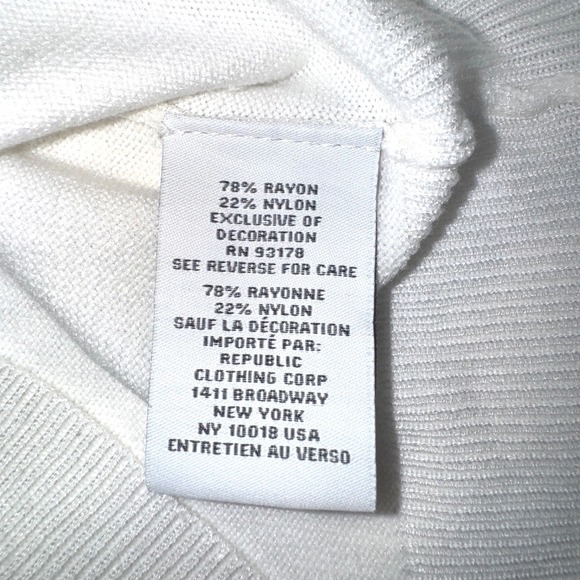 78% RAYON
22% NYLON
EXCLUSIVE OF
DECORATION
RN 93178
SEE REVERSE FOR CARE
78% RAYONNE
22% NYLON
SAUF LA DÉCORATION
IMPORTÉ PAR:
REPUBLIC
CLOTHING CORP
1411 BROADWAY
NEW YORK
NY 10018 USA
ENTRETIEN AU VERSO